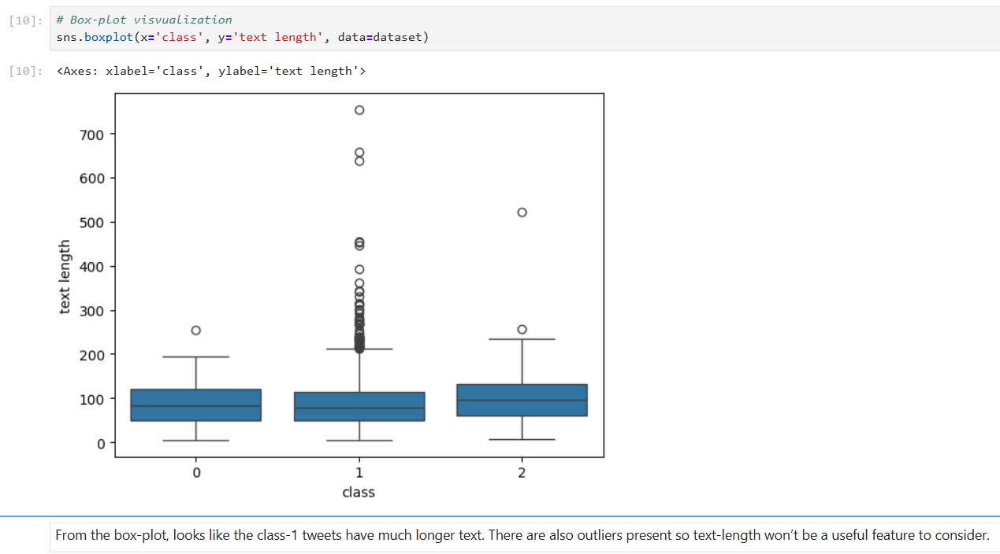 [10]: # Box-plot visvualization
sns.boxplot(x='class', y='text length', data=dataset)
[10]: <Axes: xlabel='class', ylabel='text length'>
700
600
500
400
300
200
100
0
text length
0 1 2
class
From the box-plot, looks like the class-1 tweets have much longer text. There are also outliers present so text-length won’t be a useful feature to consider.